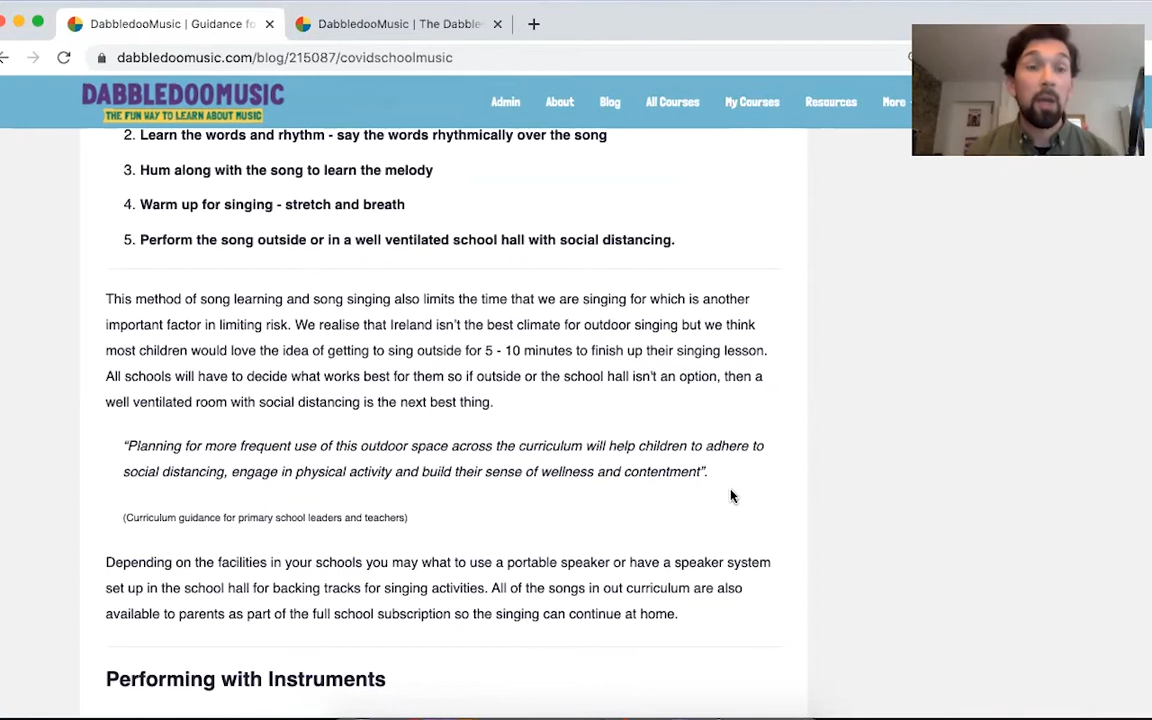 DabbledooMusic | Guidance fo
DabbledooMusic | The Dabble
dabbledoomusic.com/blog/215087/covidschoolmusic
DABBLEDOOMUSIC
THE FUN WAY TO LEARN ABOUT MUSIC
Admin About Blog All Courses My Courses Resources More
2. Learn the words and rhythm - say the words rhythmically over the song
3. Hum along with the song to learn the melody
4. Warm up for singing - stretch and breath
5. Perform the song outside or in a well ventilated school hall with social distancing.
This method of song learning and song singing also limits the time that we are singing for which is another
important factor in limiting risk. We realise that Ireland isn't the best climate for outdoor singing but we think
most children would love the idea of getting to sing outside for 5 - 10 minutes to finish up their singing lesson.
All schools will have to decide what works best for them so if outside or the school hall isn't an option, then a
well ventilated room with social distancing is the next best thing.
“Planning for more frequent use of this outdoor space across the curriculum will help children to adhere to
social distancing, engage in physical activity and build their sense of wellness and contentment”.
(Curriculum guidance for primary school leaders and teachers)
Depending on the facilities in your schools you may what to use a portable speaker or have a speaker system
set up in the school hall for backing tracks for singing activities. All of the songs in out curriculum are also
available to parents as part of the full school subscription so the singing can continue at home.
Performing with Instruments